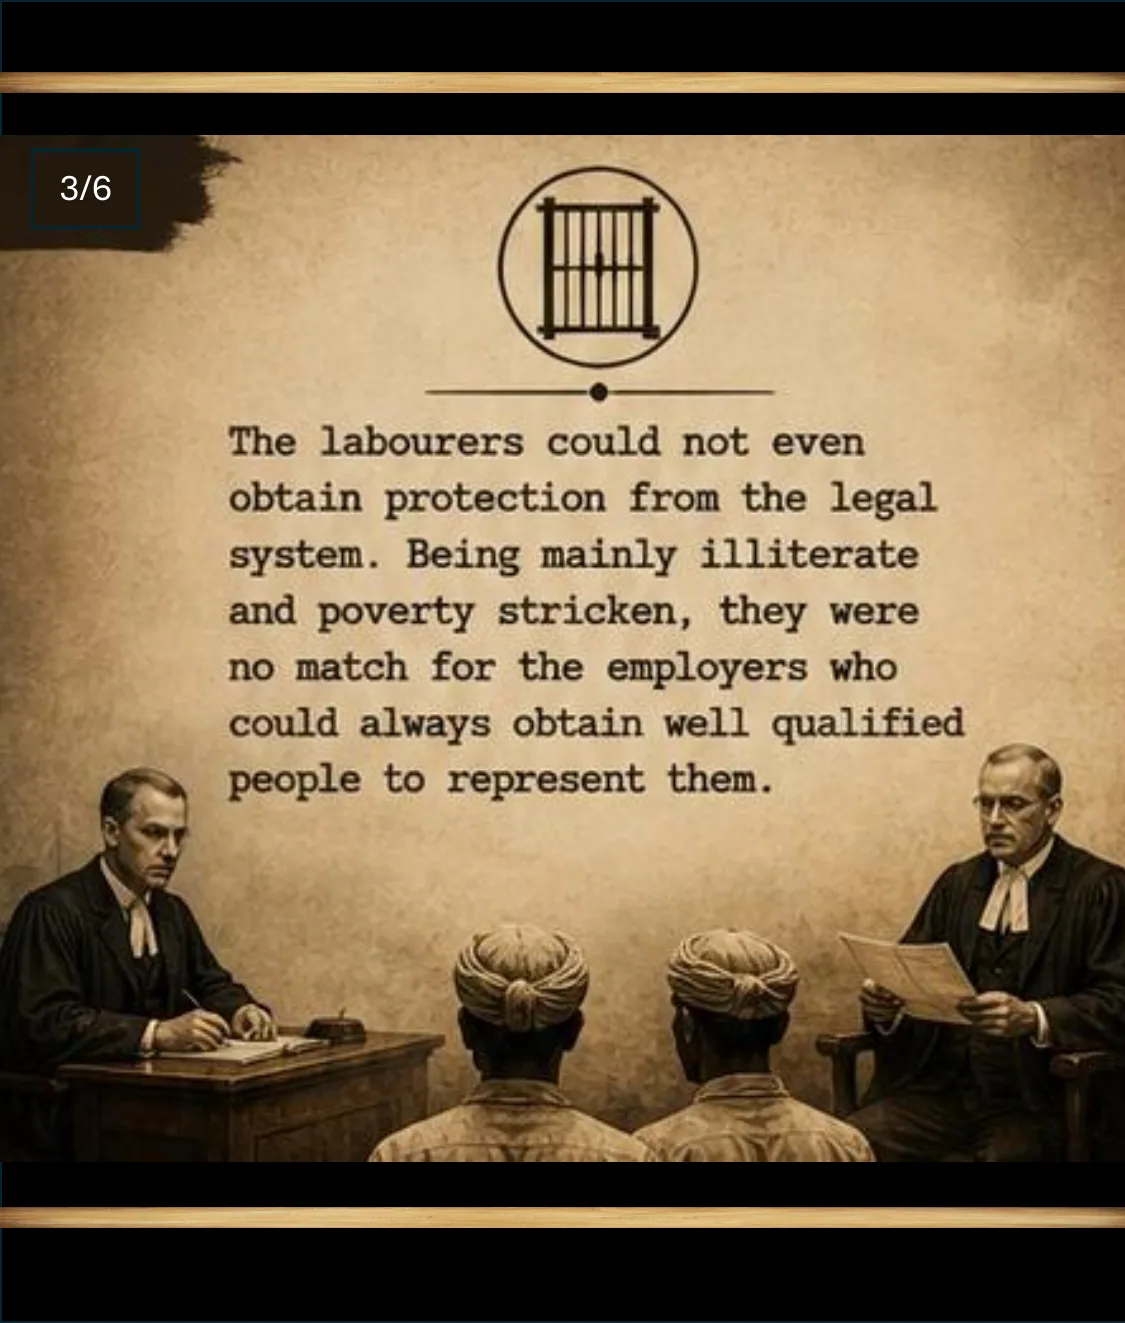 3/6
The labourers could not even
obtain protection from the legal
system. Being mainly illiterate
and poverty stricken, they were
no match for the employers who
could always obtain well qualified
people to represent them.